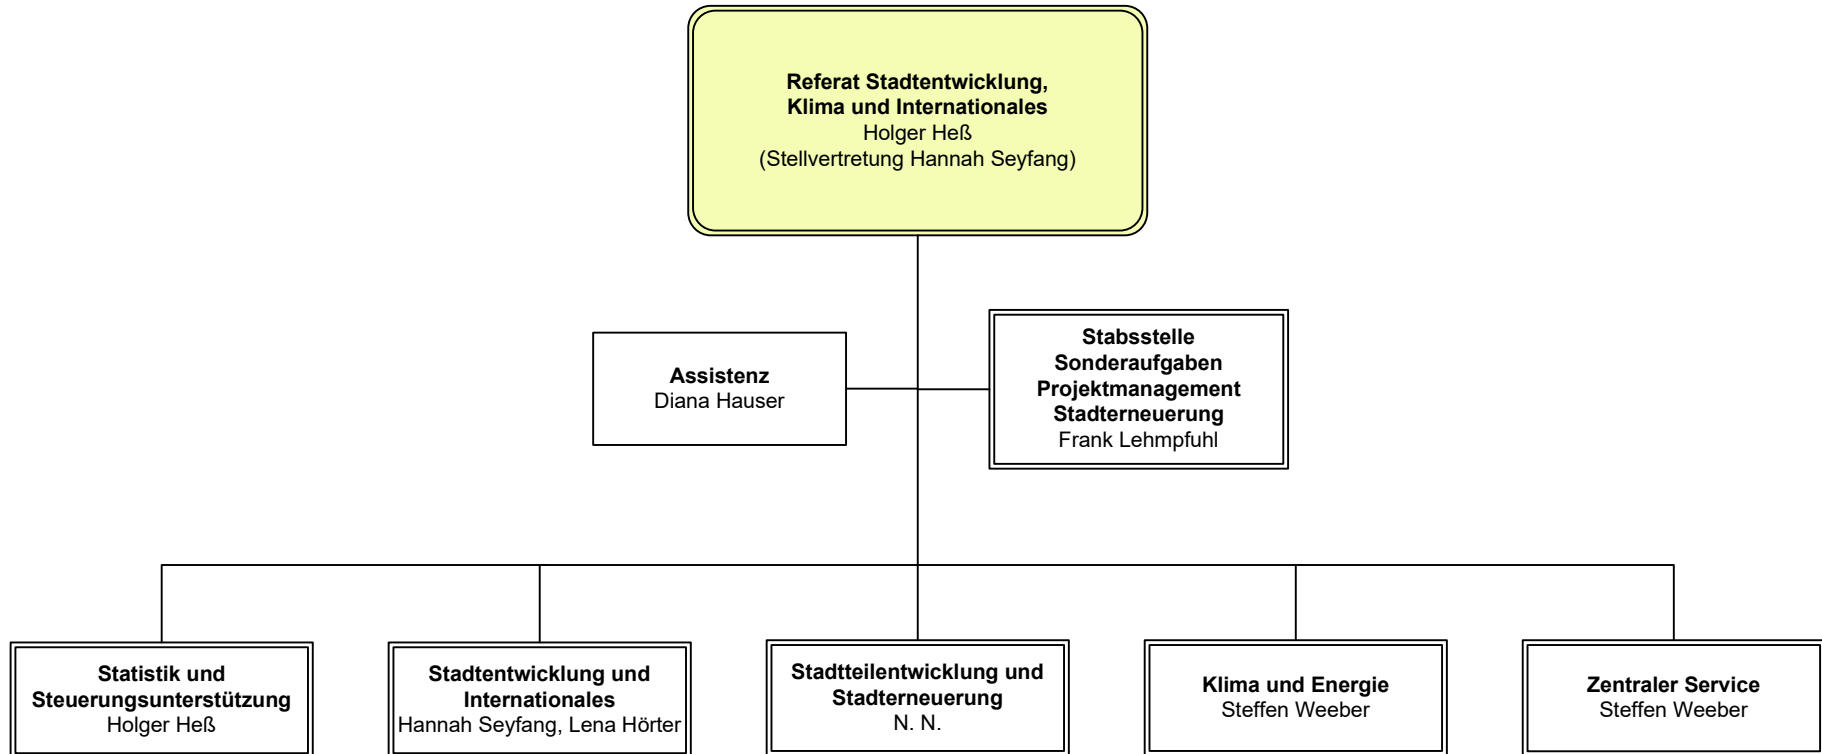 Referat Stadtentwicklung,
Klima und Internationales
Holger Heß
(Stellvertretung Hannah Seyfang)
Assistenz
Diana Hauser
Stabsstelle
Sonderaufgaben
Projektmanagement
Stadterneuerung
Frank Lehmpfuhl
Statistik und
Steuerungsunterstützung
Holger Heß
Stadtentwicklung und
Internationales
Hannah Seyfang, Lena Hörter
Stadtteilentwicklung und
Stadterneuerung
N. N.
Klima und Energie
Steffen Weeber
Zentraler Service
Steffen Weeber